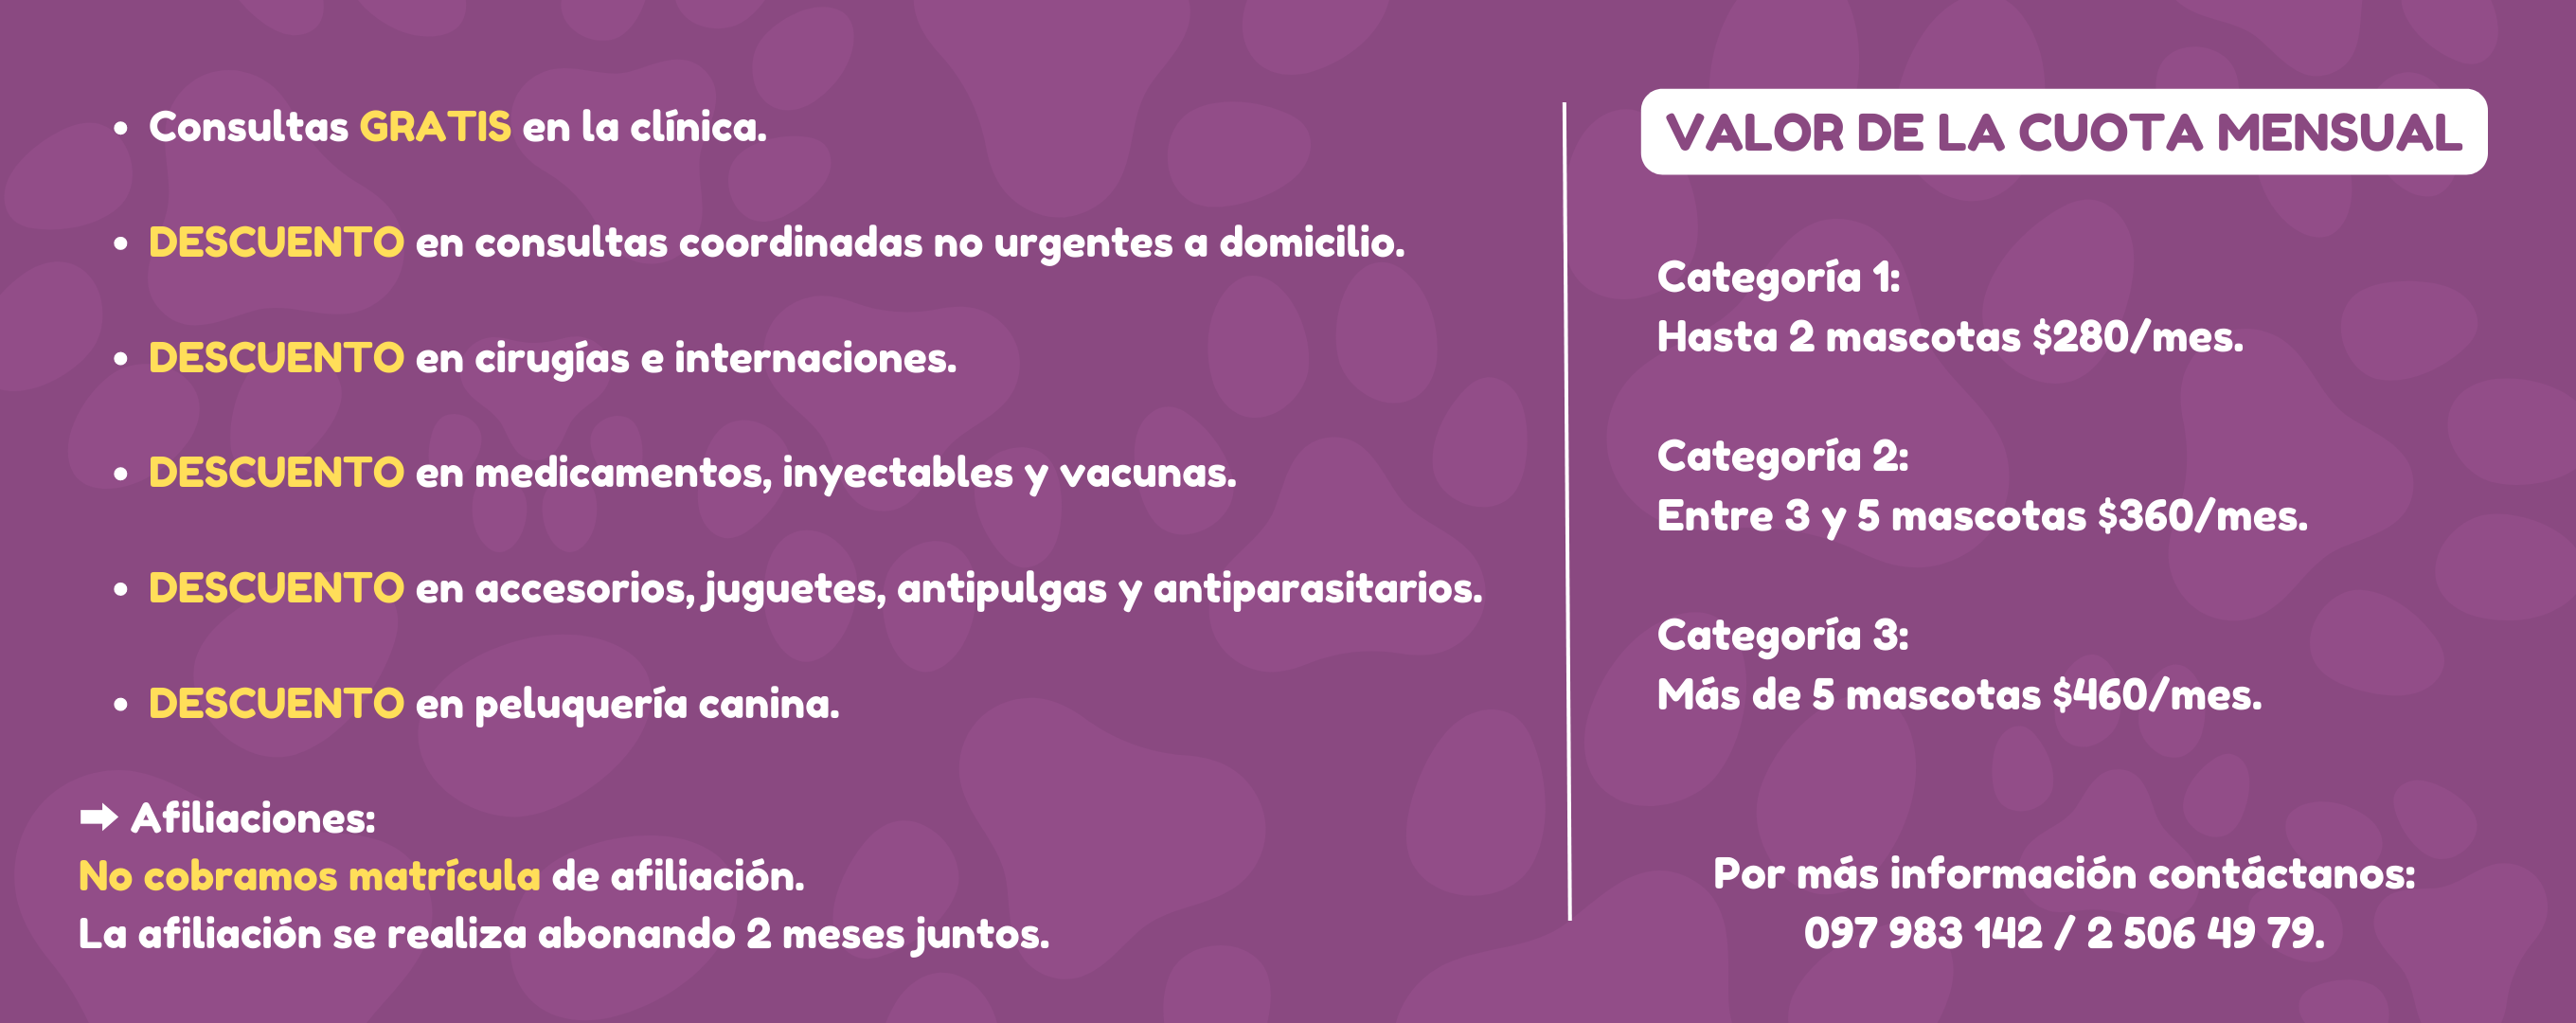 • Consultas GRATIS en la clínica.
• DESCUENTO en consultas coordinadas no urgentes a domicilio.
• DESCUENTO en cirugías e internaciones.
• DESCUENTO en medicamentos, inyectables y vacunas.
• DESCUENTO en accesorios, juguetes, antipulgas y antiparasitarios.
• DESCUENTO en peluquería canina.
➡ Afiliaciones:
No cobramos matrícula de afiliación.
La afiliación se realiza abonando 2 meses juntos.
VALOR DE LA CUOTA MENSUAL
Categoría 1:
Hasta 2 mascotas $280/mes.
Categoría 2:
Entre 3 y 5 mascotas $360/mes.
Categoría 3:
Más de 5 mascotas $460/mes.
Por más información contáctanos:
097 983 142 / 2 506 49 79.